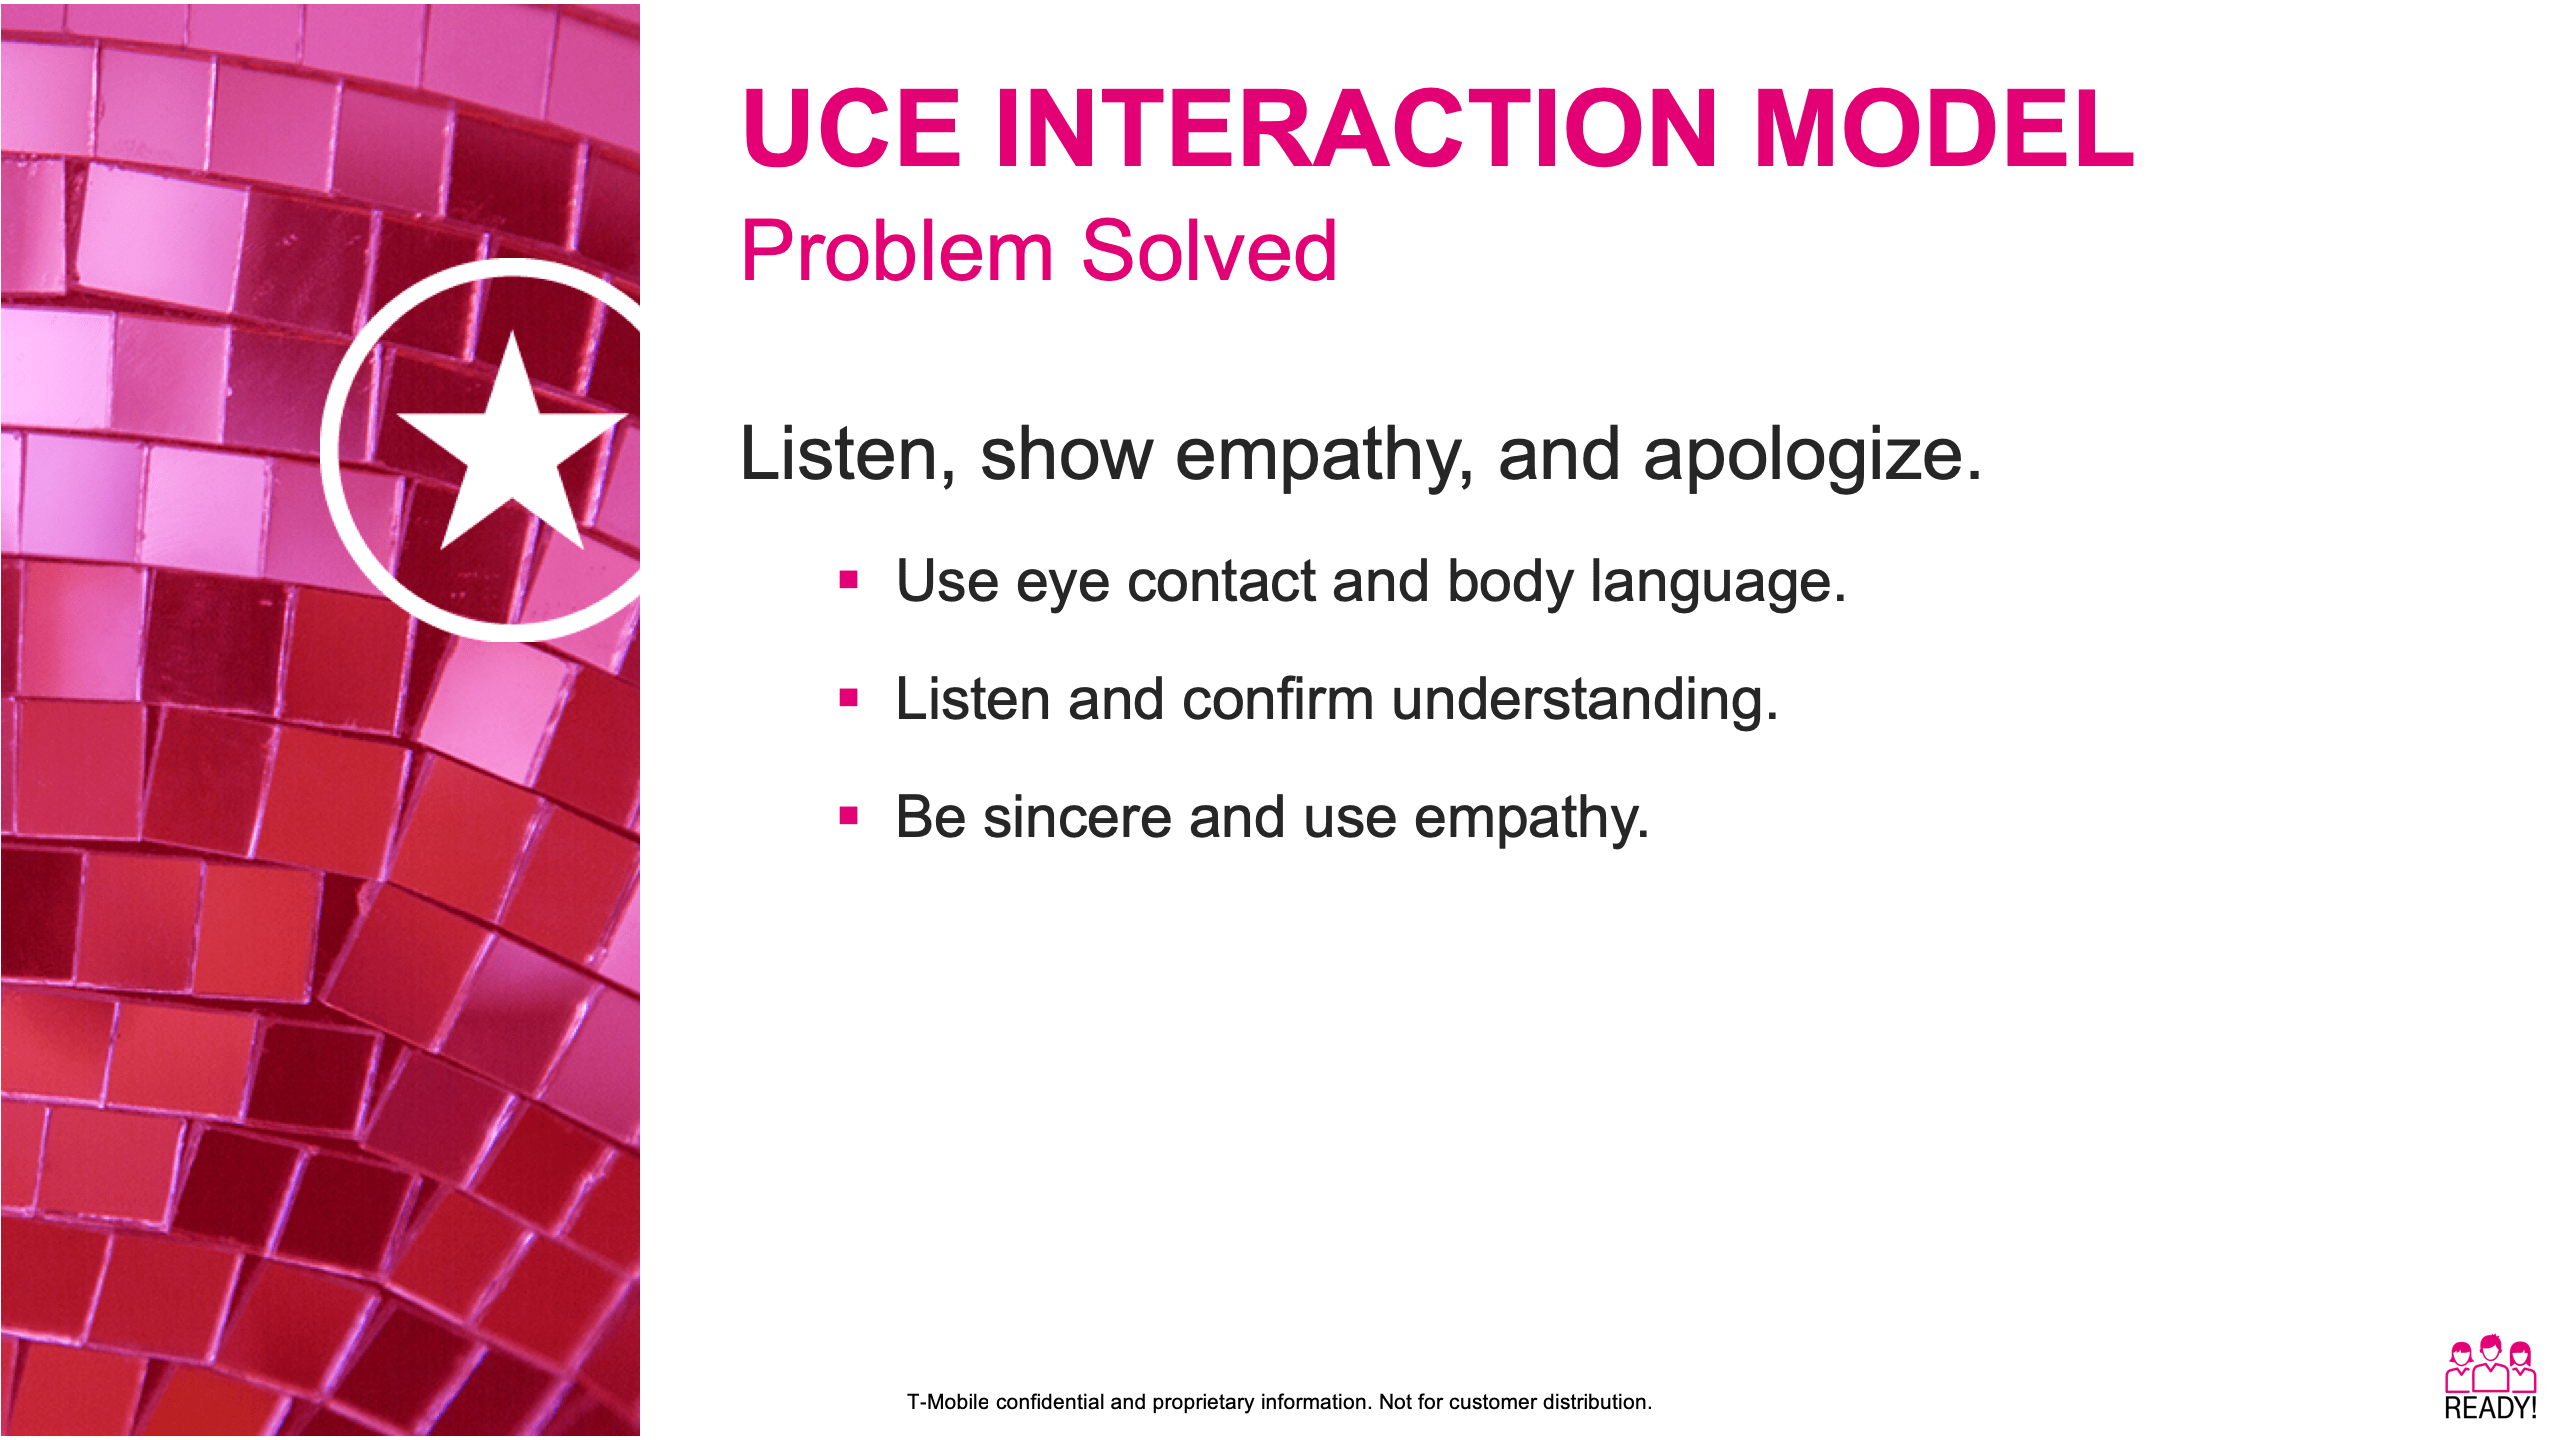 UCE INTERACTION MODEL
Problem Solved
Listen, show empathy, and apologize.
▪ Use eye contact and body language.
▪ Listen and confirm understanding.
▪ Be sincere and use empathy.
T-Mobile confidential and proprietary information. Not for customer distribution.
READY!